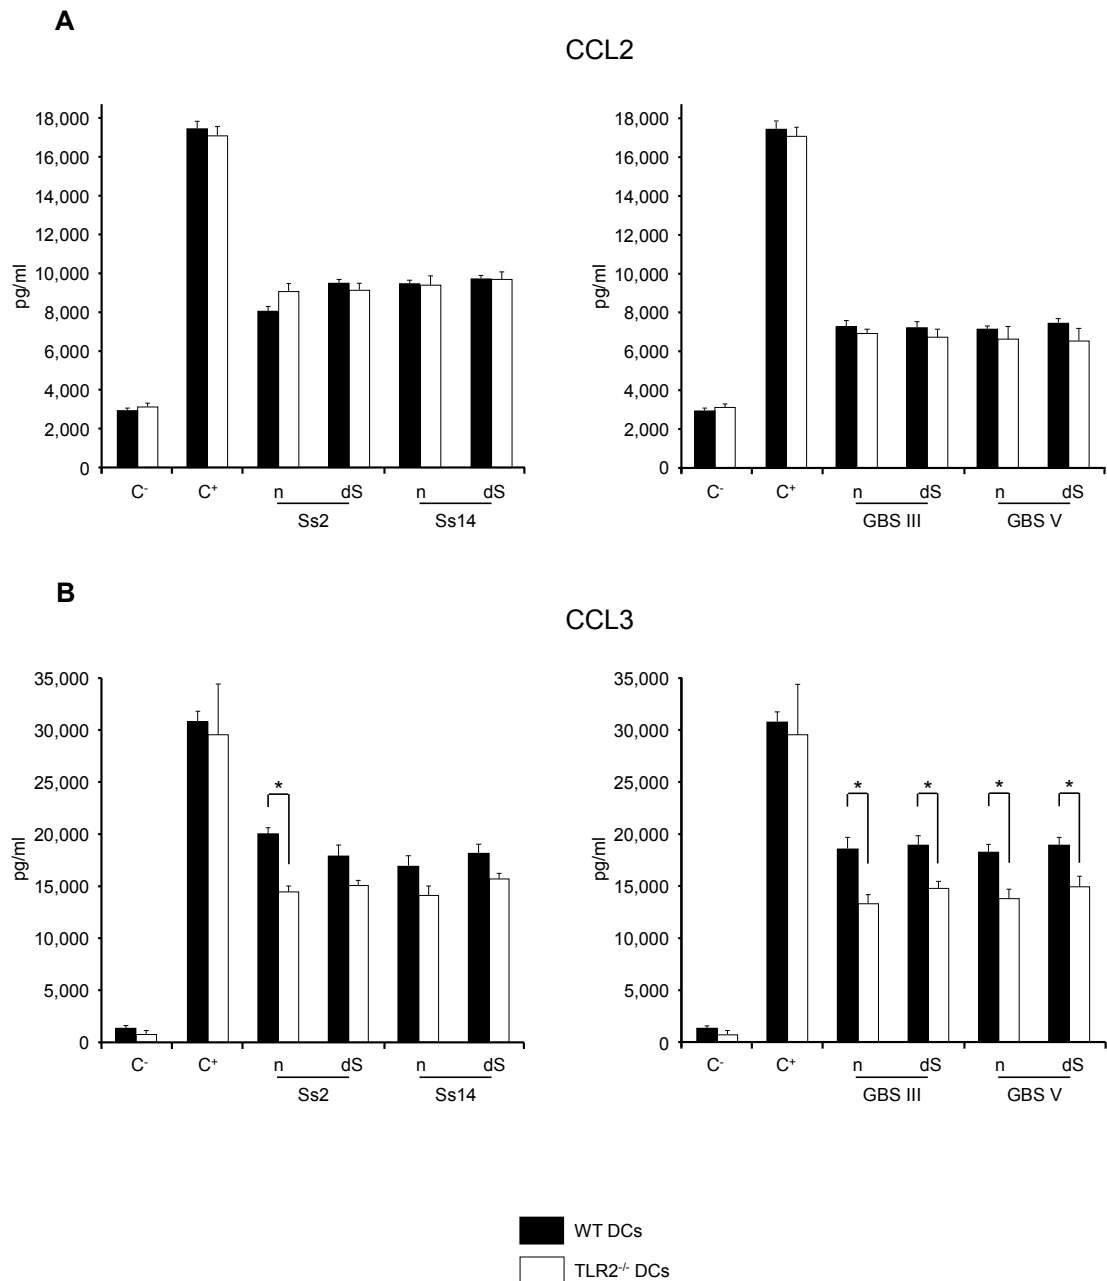 A
CCL2
18,000
16,000
14,000
12,000
10,000
8,000
6,000
4,000
2,000
0
pg/ml
C- C+ n dS n dS
Ss2 Ss14
18,000
16,000
14,000
12,000
10,000
8,000
6,000
4,000
2,000
0
pg/ml
C- C+ n dS n dS
GBS III GBS V
B
CCL3
35,000
30,000
25,000
20,000
15,000
10,000
5,000
0
pg/ml
*
C- C+ n dS n dS
Ss2 Ss14
35,000
30,000
25,000
20,000
15,000
10,000
5,000
0
pg/ml
* * * *
C- C+ n dS n dS
GBS III GBS V
WT DCs
TLR2-/- DCs